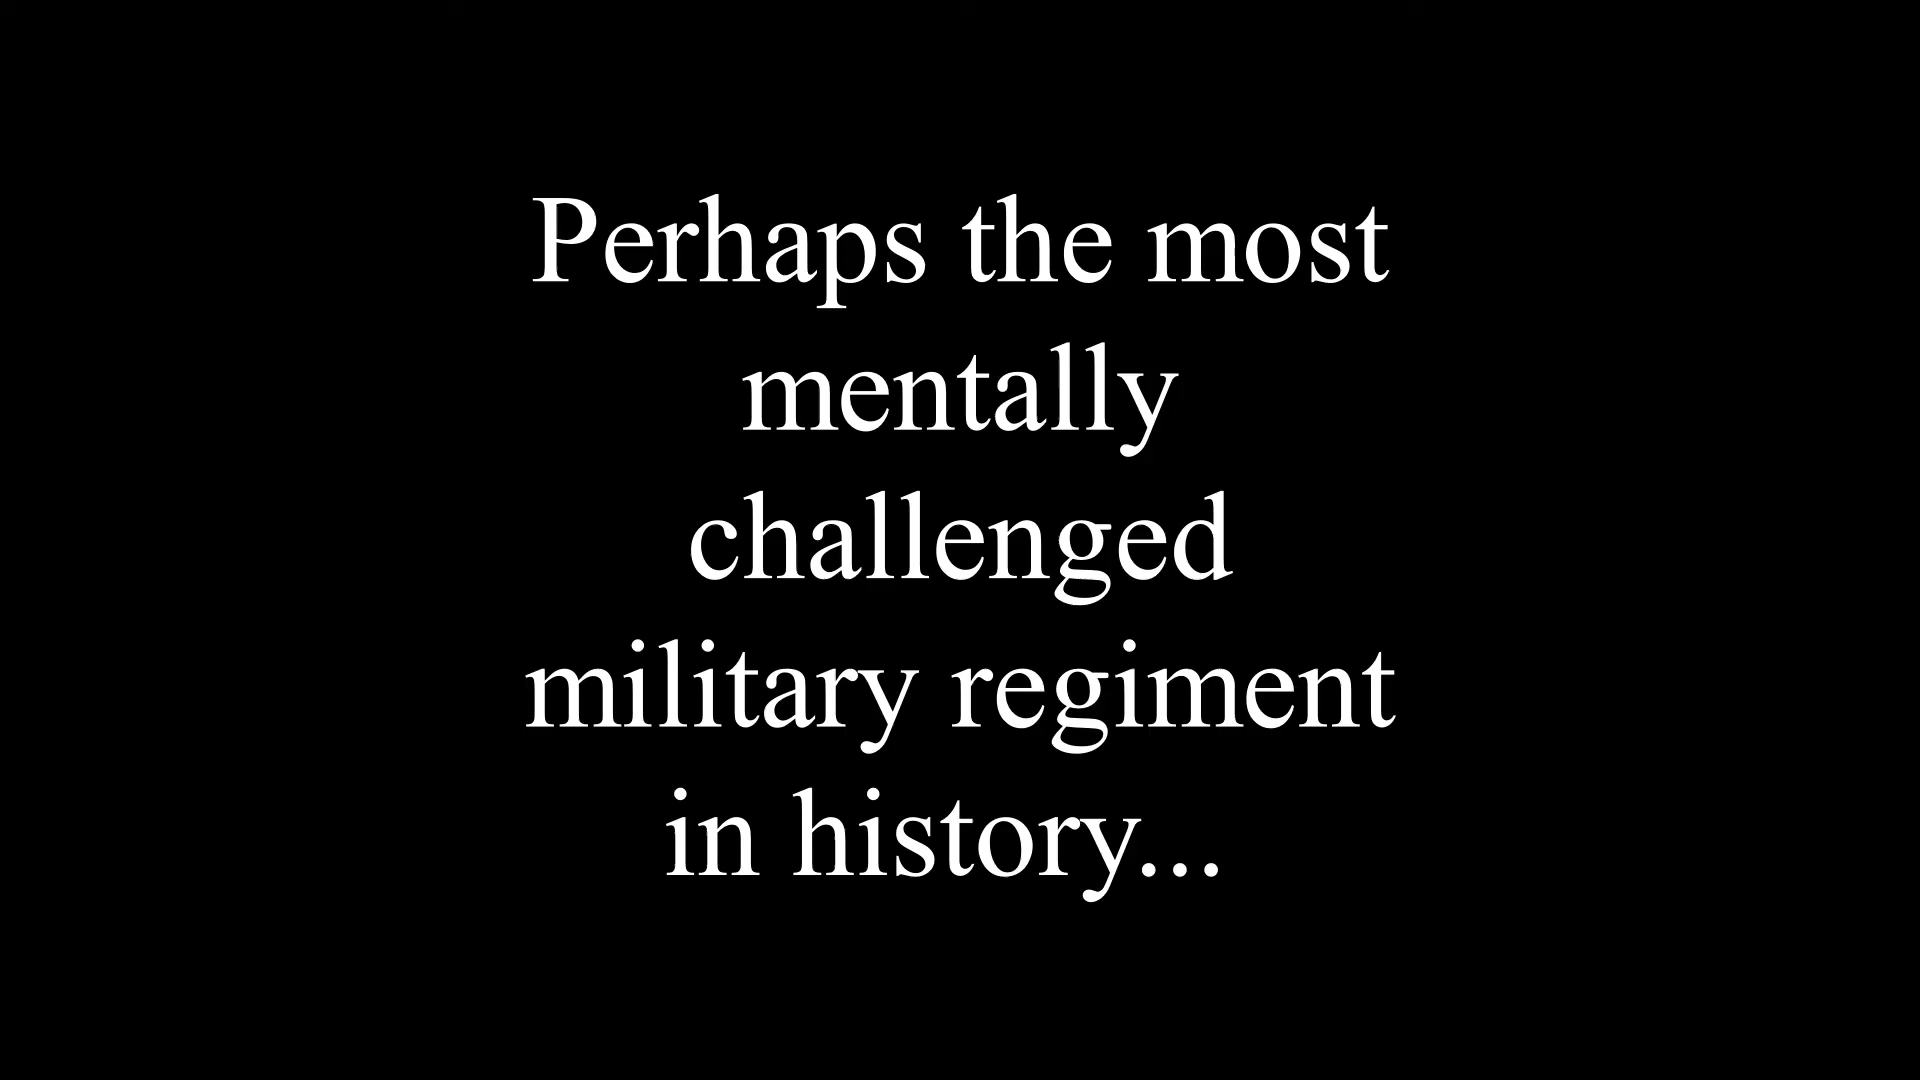 Perhaps the most
mentally
challenged
military regiment
in history...